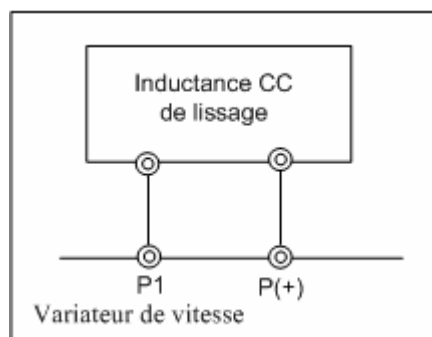 Inductance CC
de lissage
P1
P(+)
Variateur de vitesse